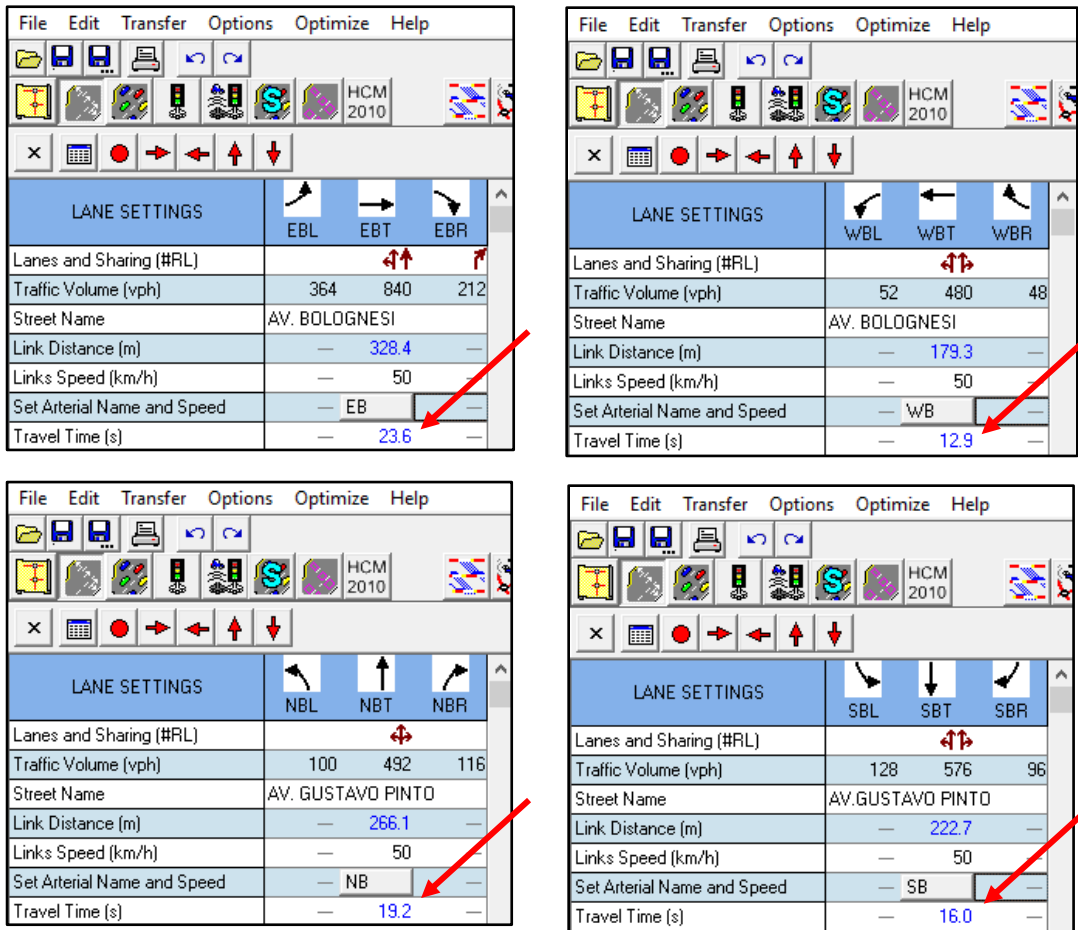 File Edit Transfer Options Optimize Help
HCM
2010
LANE SETTINGS
EBL EBT EBR
Lanes and Sharing (#RL)
Traffic Volume (vph) 364 840 212
Street Name AV. BOLOGNESI
Link Distance (m) — 328.4 —
Links Speed (km/h) — 50 —
Set Arterial Name and Speed — EB —
Travel Time (s) — 23.6 —
File Edit Transfer Options Optimize Help
HCM
2010
LANE SETTINGS
WBL WBT WBR
Lanes and Sharing (#RL)
Traffic Volume (vph) 52 480 48
Street Name AV. BOLOGNESI
Link Distance (m) — 179.3 —
Links Speed (km/h) — 50 —
Set Arterial Name and Speed — WB —
Travel Time (s) — 12.9 —
File Edit Transfer Options Optimize Help
HCM
2010
LANE SETTINGS
NBL NBT NBR
Lanes and Sharing (#RL)
Traffic Volume (vph) 100 492 116
Street Name AV. GUSTAVO PINTO
Link Distance (m) — 266.1 —
Links Speed (km/h) — 50 —
Set Arterial Name and Speed — NB —
Travel Time (s) — 19.2 —
File Edit Transfer Options Optimize Help
HCM
2010
LANE SETTINGS
SBL SBT SBR
Lanes and Sharing (#RL)
Traffic Volume (vph) 128 576 96
Street Name AV.GUSTAVO PINTO
Link Distance (m) — 222.7 —
Links Speed (km/h) — 50 —
Set Arterial Name and Speed — SB —
Travel Time (s) — 16.0 —